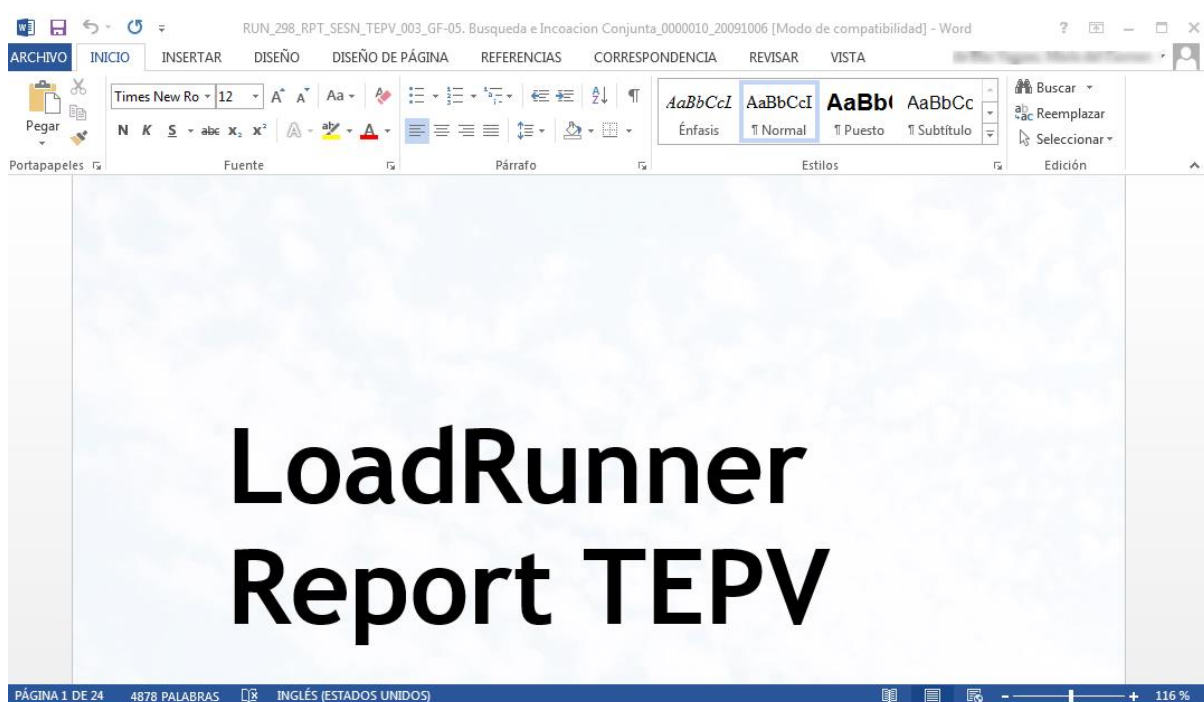 RUN_298_RPT_SESN_TEPV_003_GF-05. Busqueda e Incoacion Conjunta_0000010_20091006 [Modo de compatibilidad] - Word
ARCHIVO INICIO INSERTAR DISEÑO DISEÑO DE PÁGINA REFERENCIAS CORRESPONDENCIA REVISAR VISTA
Pegar
Times New Ro 12
N K S abc X₂ X²
AaBbCcI AaBbCcI AaBb( AaBbCc
Énfasis ¶ Normal ¶ Puesto ¶ Subtítulo
Buscar
Reemplazar
Seleccionar
Portapapeles Fuente Párrafo Estilos Edición
LoadRunner
Report TEPV
PÁGINA 1 DE 24 4878 PALABRAS INGLÉS (ESTADOS UNIDOS) 116 %